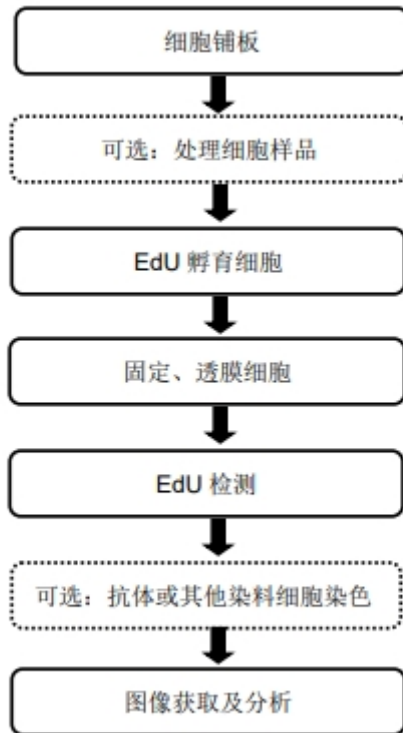 细胞铺板
可选：处理细胞样品
EdU 孵育细胞
固定、透膜细胞
EdU 检测
可选：抗体或其他染料细胞染色
图像获取及分析